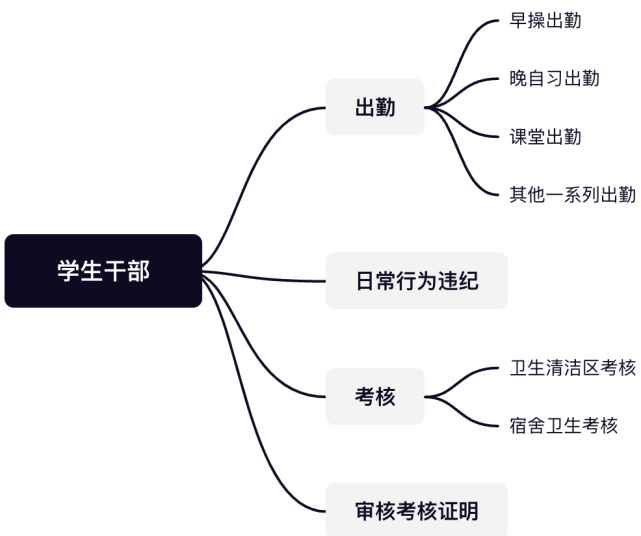 学生干部
出勤
早操出勤
晚自习出勤
课堂出勤
其他一系列出勤
日常行为违纪
考核
卫生清洁区考核
宿舍卫生考核
审核考核证明